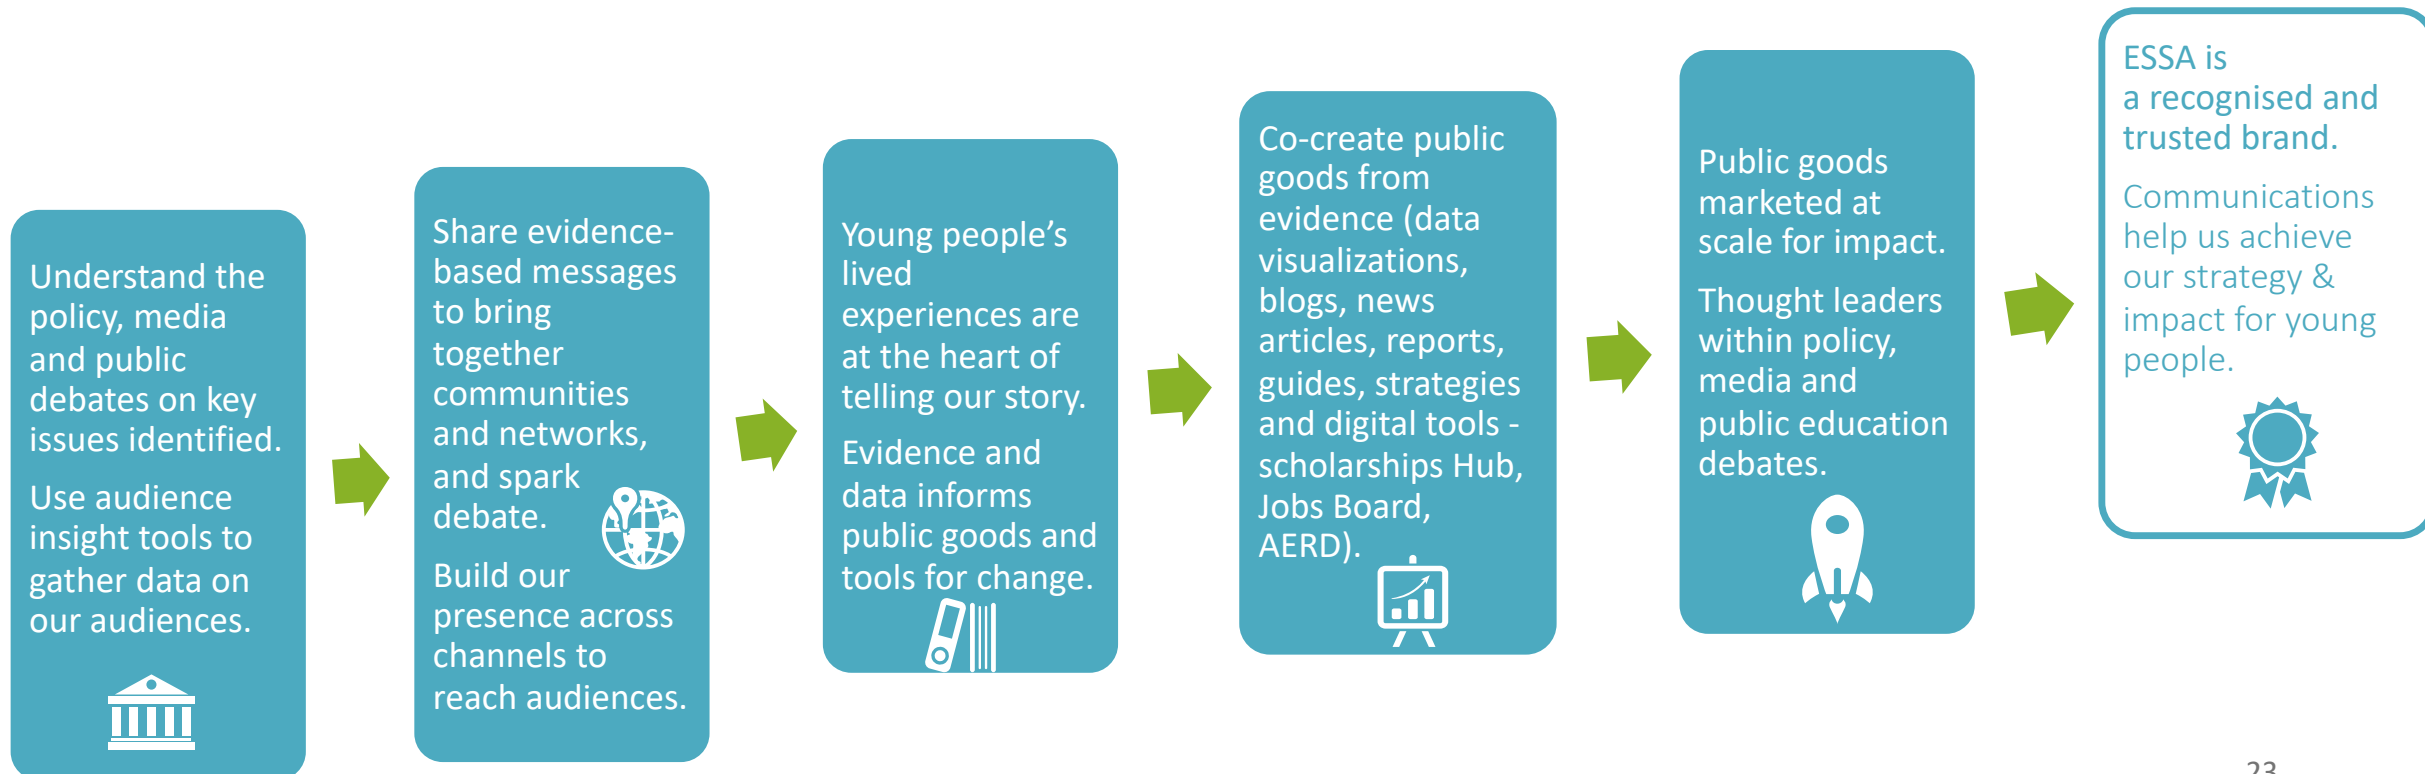 Understand the
policy, media
and public
debates on key
issues identified.
Use audience
insight tools to
gather data on
our audiences.
Share evidence-
based messages
to bring
together
communities
and networks,
and spark
debate.
Build our
presence across
channels to
reach audiences.
Young people’s
lived
experiences are
at the heart of
telling our story.
Evidence and
data informs
public goods and
tools for change.
Co-create public
goods from
evidence (data
visualizations,
blogs, news
articles, reports,
guides, strategies
and digital tools -
scholarships Hub,
Jobs Board,
AERD).
Public goods
marketed at
scale for impact.
Thought leaders
within policy,
media and
public education
debates.
ESSA is
a recognised and
trusted brand.
Communications
help us achieve
our strategy &
impact for young
people.
23